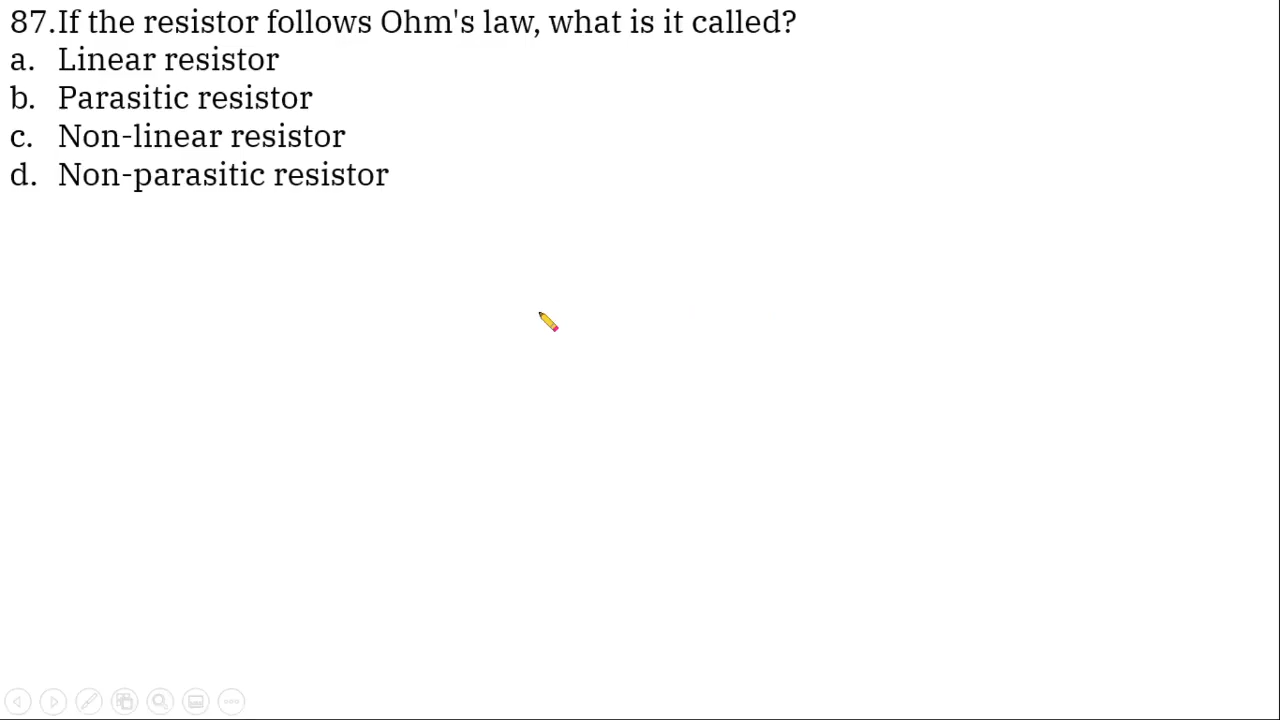 87.If the resistor follows Ohm's law, what is it called?
a. Linear resistor
b. Parasitic resistor
c. Non-linear resistor
d. Non-parasitic resistor